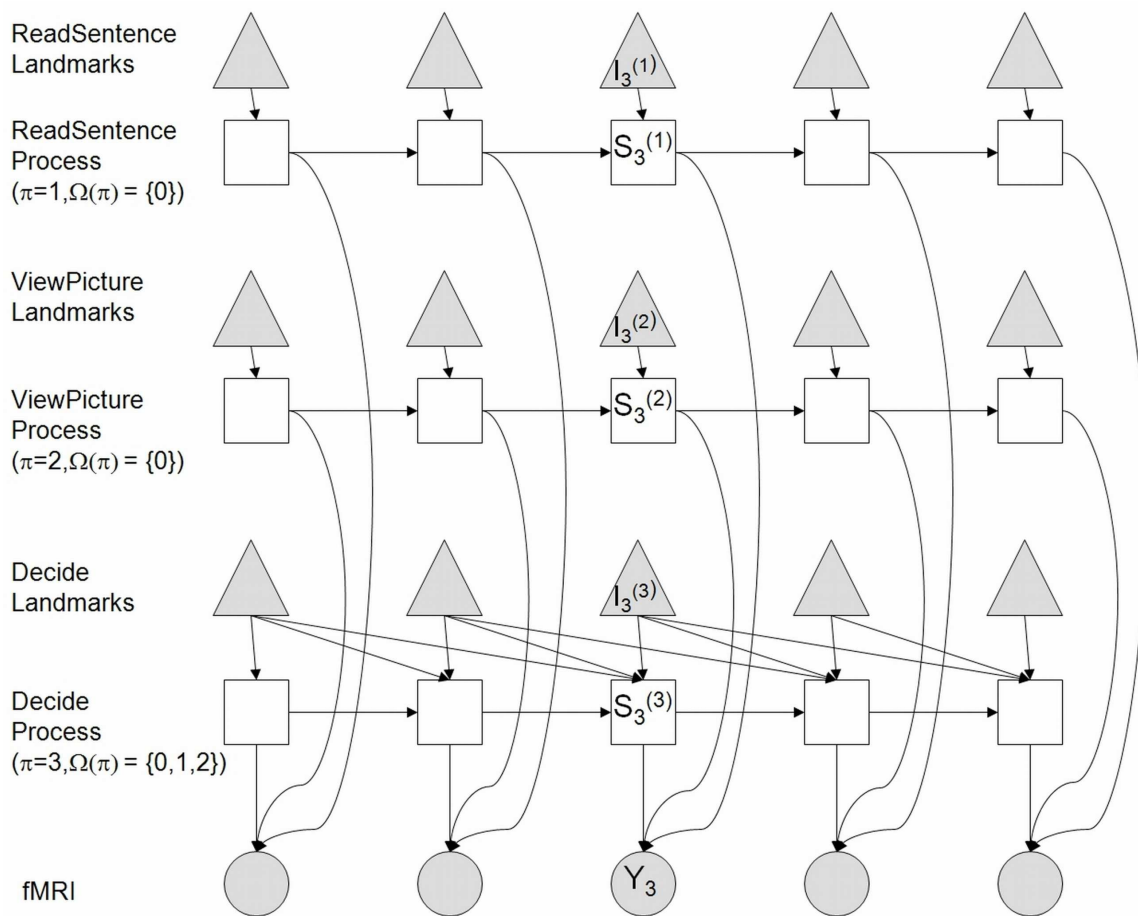 ReadSentence
Landmarks
I₃⁽¹⁾
ReadSentence
Process
(π=1,Ω(π) = {0})
S₃⁽¹⁾
ViewPicture
Landmarks
I₃⁽²⁾
ViewPicture
Process
(π=2,Ω(π) = {0})
S₃⁽²⁾
Decide
Landmarks
I₃⁽³⁾
Decide
Process
(π=3,Ω(π) = {0,1,2})
S₃⁽³⁾
fMRI
Y₃